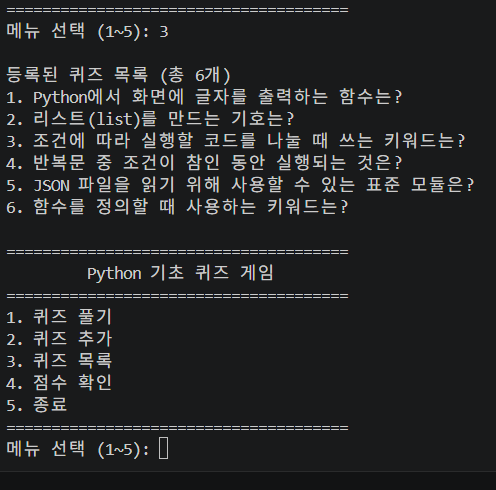 ======================================
메뉴 선택 (1~5): 3
등록된 퀴즈 목록 (총 6개)
1. Python에서 화면에 글자를 출력하는 함수는?
2. 리스트(list)를 만드는 기호는?
3. 조건에 따라 실행할 코드를 나눌 때 쓰는 키워드는?
4. 반복문 중 조건이 참인 동안 실행되는 것은?
5. JSON 파일을 읽기 위해 사용할 수 있는 표준 모듈은?
6. 함수를 정의할 때 사용하는 키워드는?
======================================
Python 기초 퀴즈 게임
======================================
1. 퀴즈 풀기
2. 퀴즈 추가
3. 퀴즈 목록
4. 점수 확인
5. 종료
======================================
메뉴 선택 (1~5):